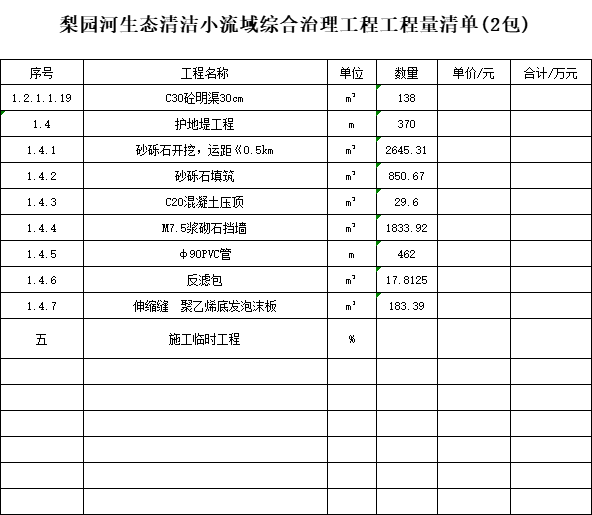 梨园河生态清洁小流域综合治理工程工程量清单(2包)
序号 工程名称 单位 数量 单价/元 合计/万元
1.2.1.1.19 C30砼明渠30cm m³ 138
1.4 护地堤工程 m 370
1.4.1 砂砾石开挖，运距《0.5km m³ 2645.31
1.4.2 砂砾石填筑 m³ 850.67
1.4.3 C20混凝土压顶 m³ 29.6
1.4.4 M7.5浆砌石挡墙 m³ 1833.92
1.4.5 φ90PVC管 m 462
1.4.6 反滤包 m³ 17.8125
1.4.7 伸缩缝 聚乙烯底发泡沫板 m³ 183.39
五 施工临时工程 %